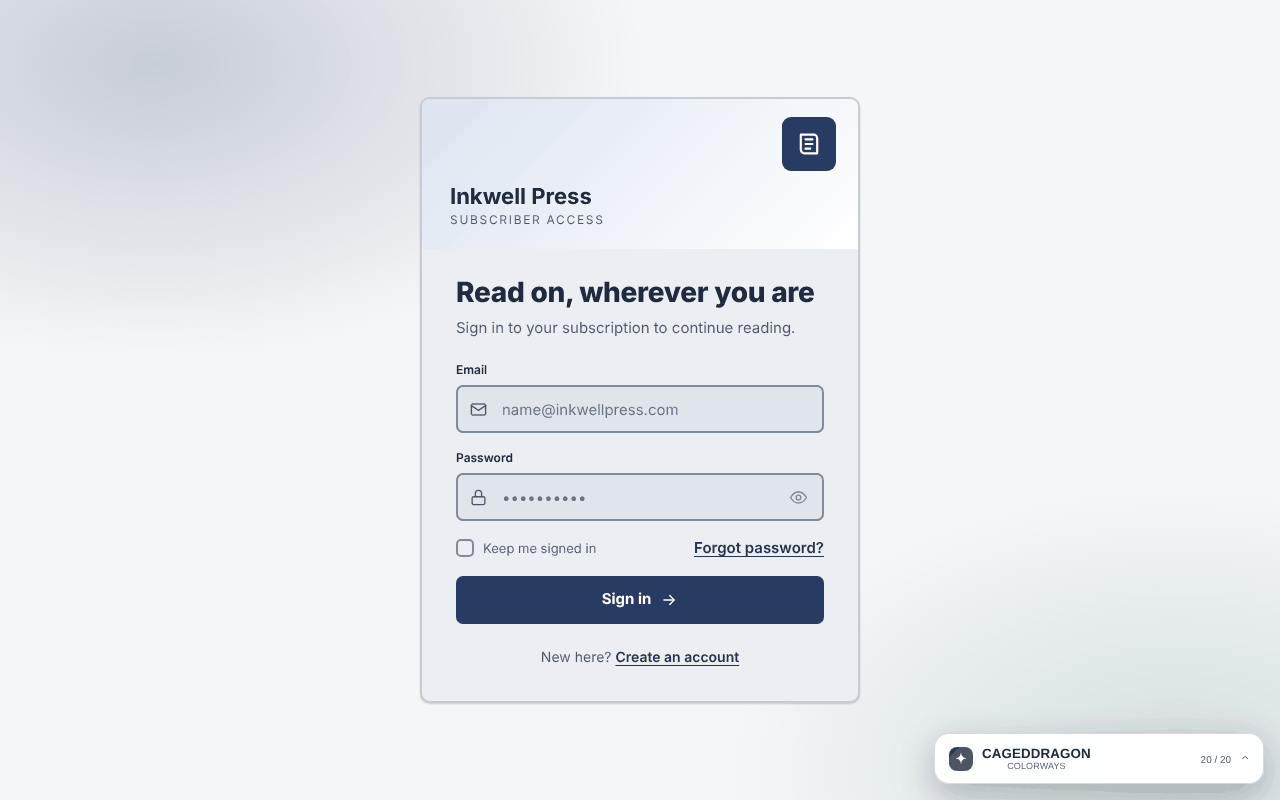 Inkwell Press
SUBSCRIBER ACCESS
Read on, wherever you are
Sign in to your subscription to continue reading.
Email
name@inkwellpress.com
Password
••••••••••
Keep me signed in
Forgot password?
Sign in →
New here? Create an account
CAGEDDRAGON
COLORWAYS
20 / 20